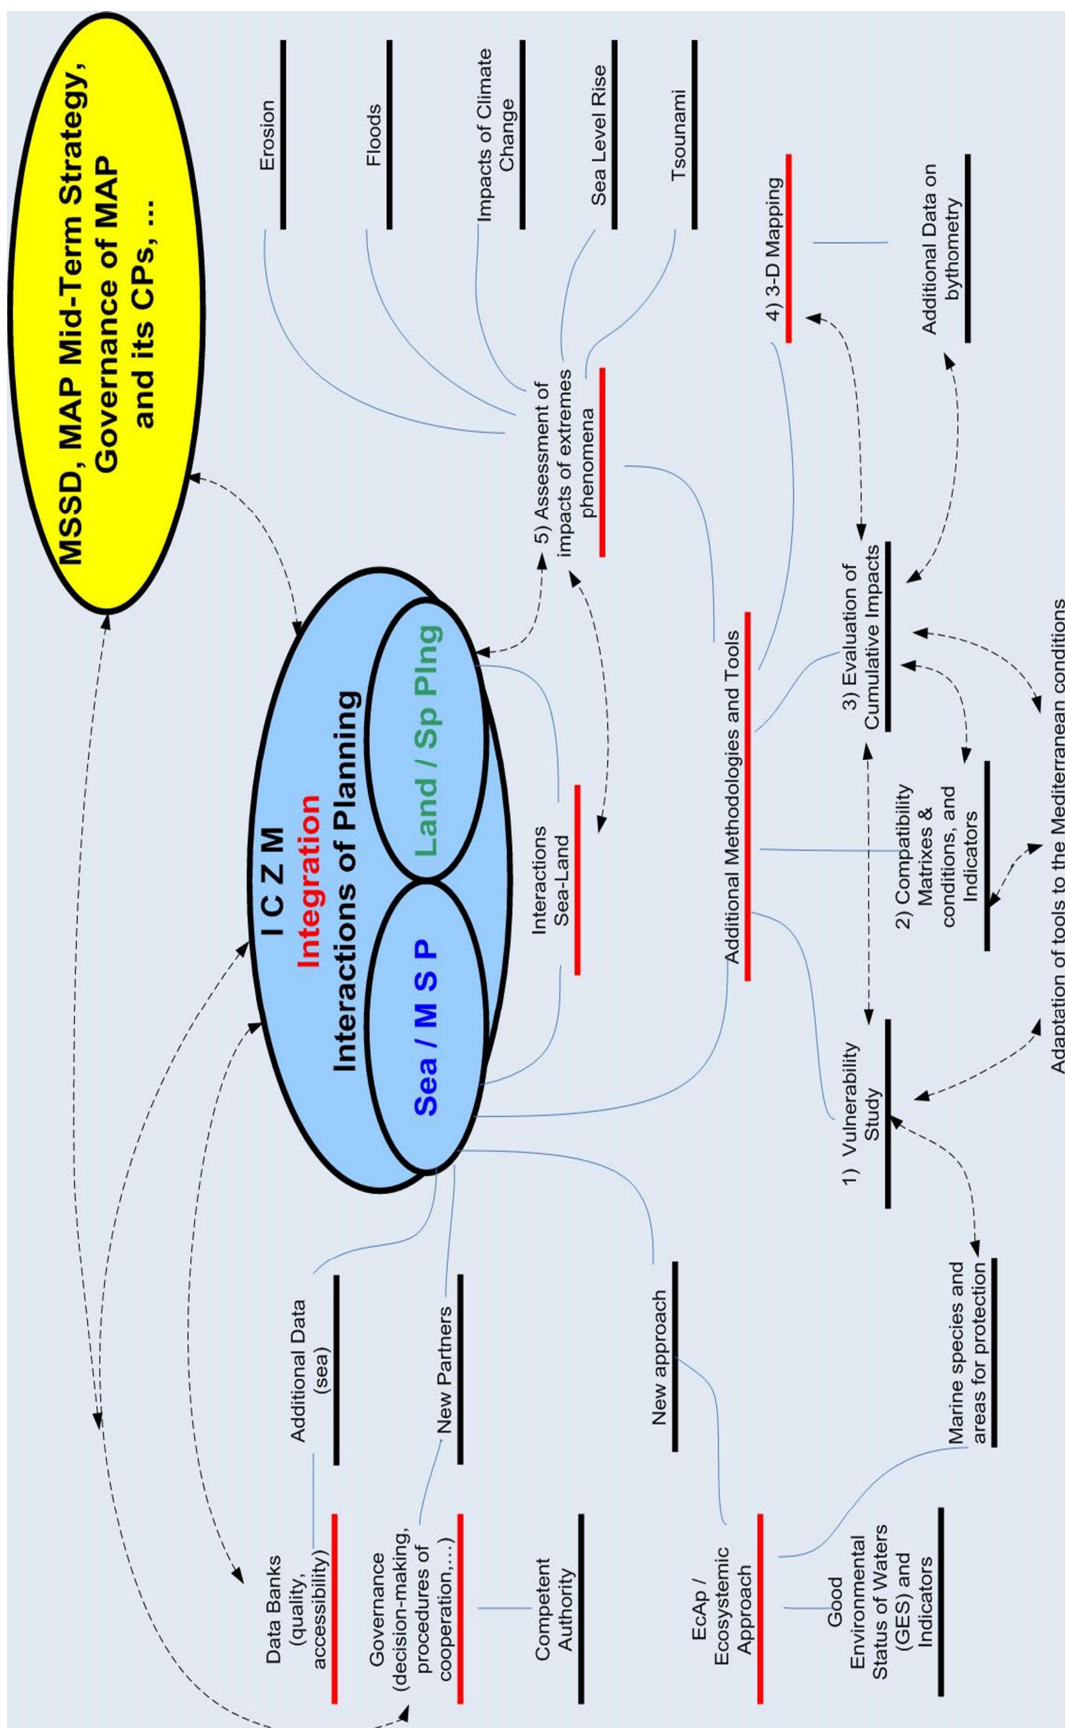 MSSD, MAP Mid-Term Strategy,
Governance of MAP
and its CPs, ...
I C Z M
Integration
Interactions of Planning
Sea / M S P
Land / Sp Plng
Data Banks
(quality,
accessibility)
Additional Data
(sea)
Governance
(decision-making,
procedures of
cooperation,…)
New Partners
Competent
Authority
Interactions
Sea-Land
5) Assessment of
impacts of extremes
phenomena
Erosion
Floods
Impacts of Climate
Change
Sea Level Rise
Tsounami
New approach
EcAp /
Ecosystemic
Approach
Good
Environmental
Status of Waters
(GES) and
Indicators
Marine species and
areas for protection
Additional Methodologies and Tools
1) Vulnerability
Study
2) Compatibility
Matrixes &
conditions, and
Indicators
3) Evaluation of
Cumulative Impacts
4) 3-D Mapping
Additional Data on
bythometry
Adaptation of tools to the Mediterranean conditions